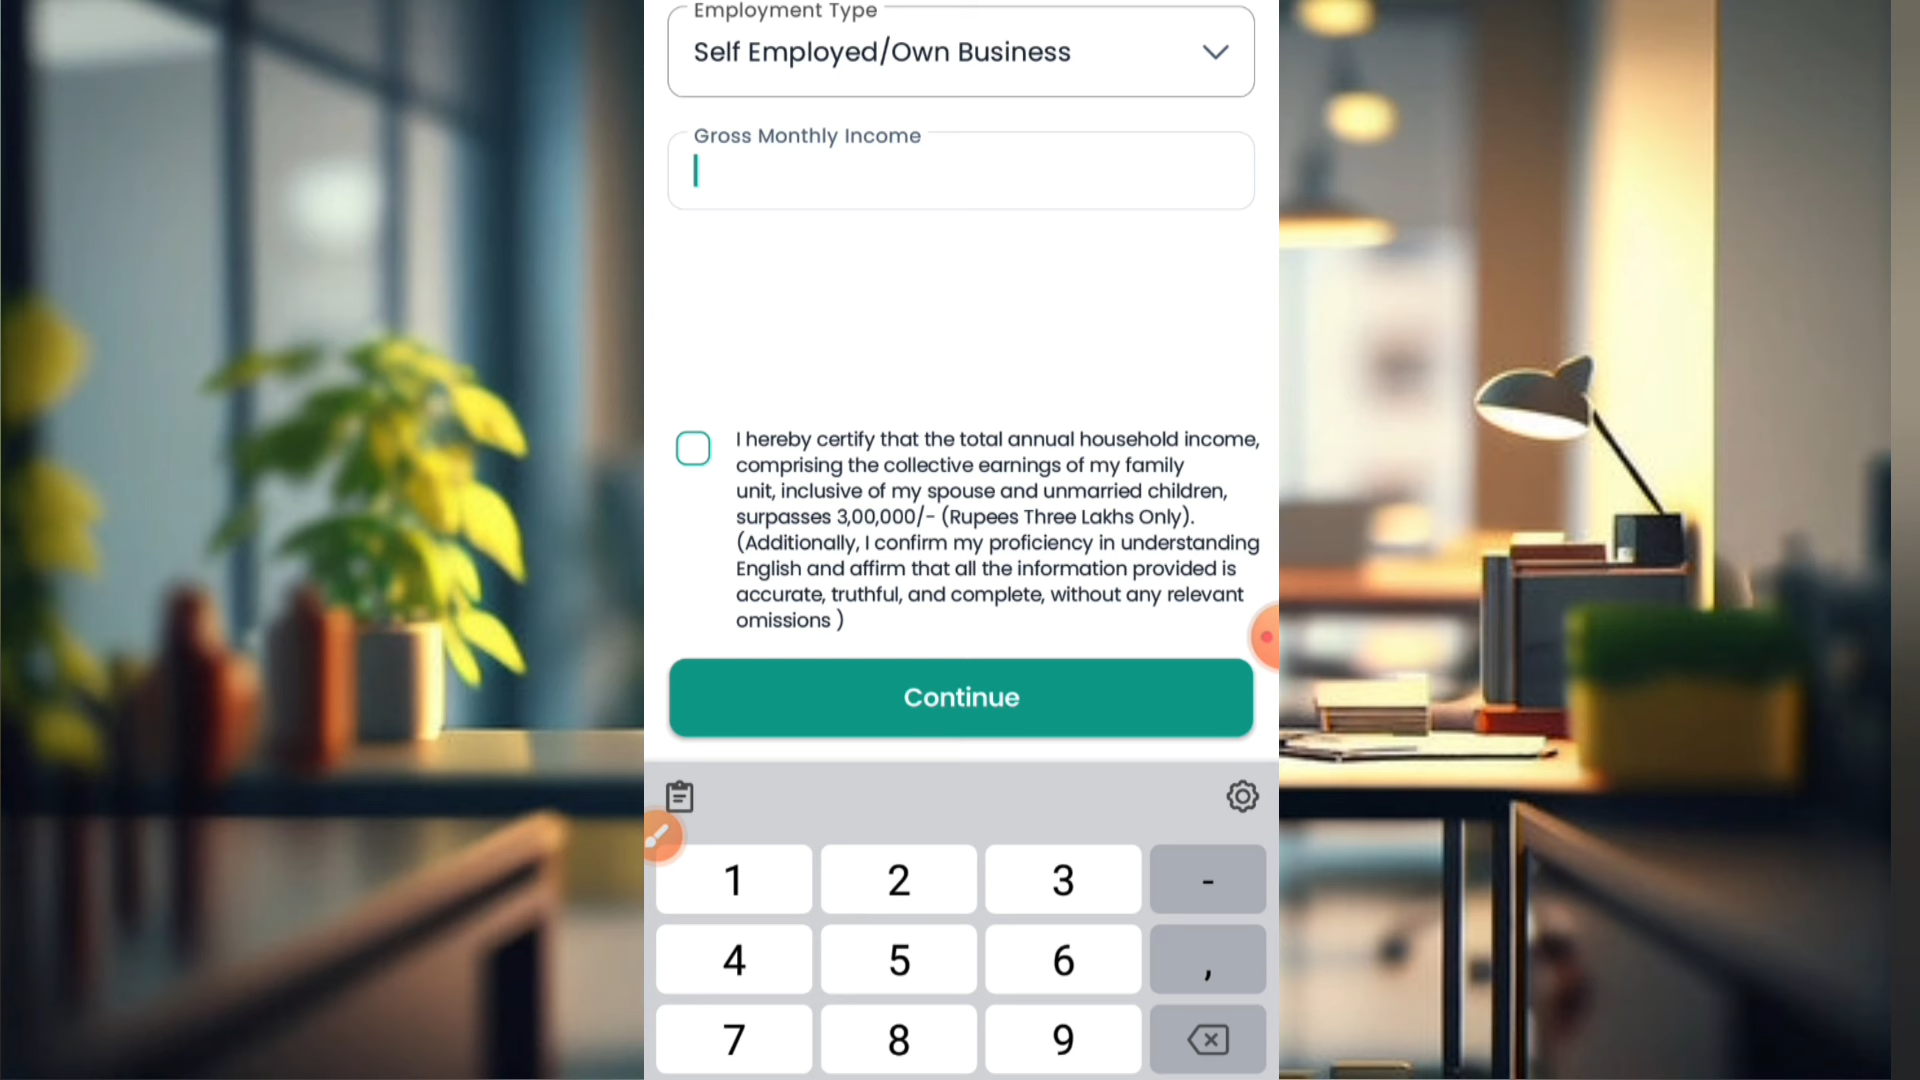 Employment Type
Self Employed/Own Business
Gross Monthly Income
I hereby certify that the total annual household income,
comprising the collective earnings of my family
unit, inclusive of my spouse and unmarried children,
surpasses 3,00,000/- (Rupees Three Lakhs Only).
(Additionally, I confirm my proficiency in understanding
English and affirm that all the information provided is
accurate, truthful, and complete, without any relevant
omissions )
Continue
1 2 3 -
4 5 6 ,
7 8 9